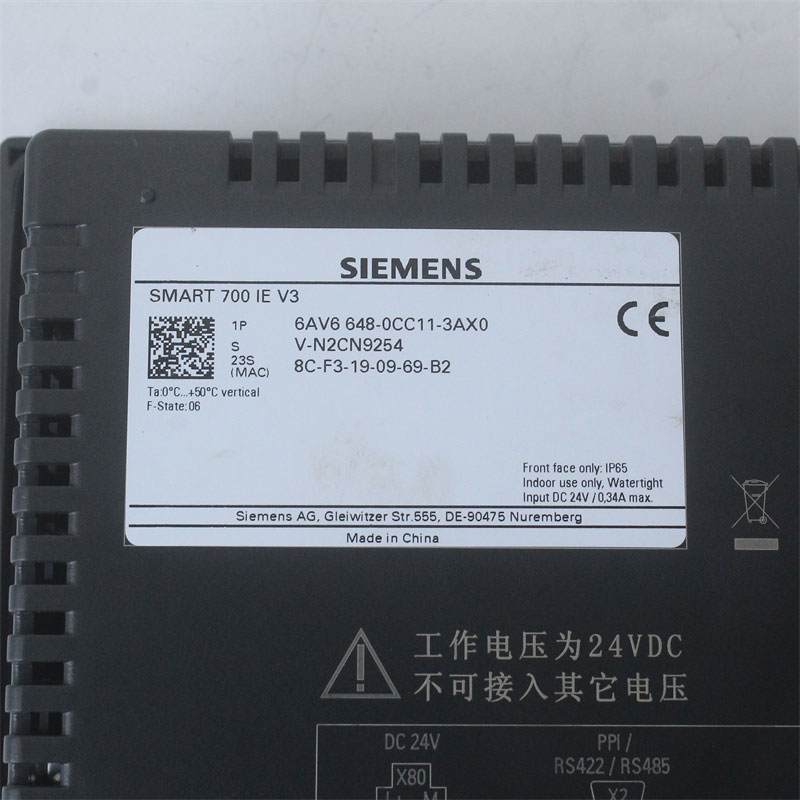 SIEMENS
SMART 700 IE V3
1P 6AV6 648-0CC11-3AX0
S V-N2CN9254
23S (MAC) 8C-F3-19-09-69-B2
Ta:0°C...+50°C vertical
F-State:06
CE
Front face only: IP65
Indoor use only, Watertight
Input DC 24V / 0,34A max.
Siemens AG, Gleiwitzer Str.555, DE-90475 Nuremberg
Made in China
工作电压为24VDC
不可接入其它电压
DC 24V
PPI /
RS422 / RS485
X80
X2
L+ M